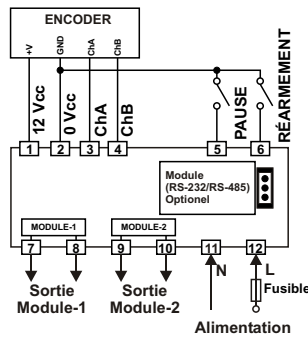 ENCODER
+V
GND
ChA
ChB
12 Vcc
0 Vcc
ChA
ChB
PAUSE
RÉARMEMENT
1
2
3
4
5
6
Module
(RS-232/RS-485)
Optionel
MODULE-1
MODULE-2
7
8
9
10
11
12
N
L
Sortie
Module-1
Sortie
Module-2
Fusible
Alimentation